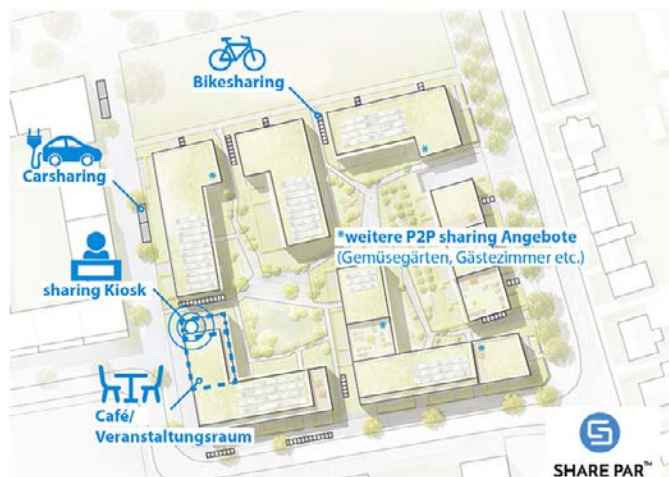 Bikesharing
Carsharing
*weitere P2P sharing Angebote
(Gemüsegärten, Gästezimmer etc.)
sharing Kiosk
Café/
Veranstaltungsraum
SHARE PAR™